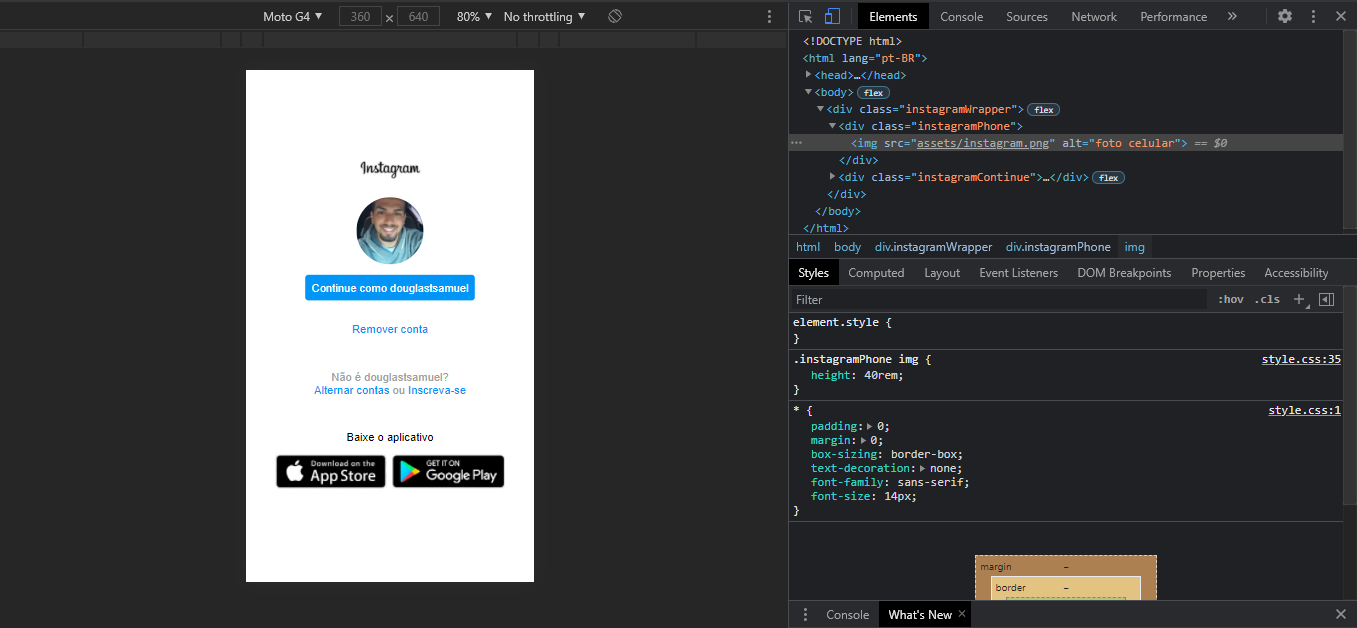 Moto G4 ▼ 360 × 640 80% ▼ No throttling ▼
Instagram
Continue como douglastsamuel
Remover conta
Não é douglastsamuel?
Alternar contas ou Inscreva-se
Baixe o aplicativo
Download on the
App Store
GET IT ON
Google Play
Elements Console Sources Network Performance »
<!DOCTYPE html>
<html lang="pt-BR">
<head>…</head>
<body> flex
<div class="instagramWrapper"> flex
<div class="instagramPhone">
<img src="assets/instagram.png" alt="foto celular"> == $0
</div>
<div class="instagramContinue">…</div> flex
</div>
</body>
</html>
html body div.instagramWrapper div.instagramPhone img
Styles Computed Layout Event Listeners DOM Breakpoints Properties Accessibility
Filter :hov .cls +
element.style {
}
.instagramPhone img { style.css:35
height: 40rem;
}
* { style.css:1
padding: 0;
margin: 0;
box-sizing: border-box;
text-decoration: none;
font-family: sans-serif;
font-size: 14px;
}
margin –
border –
Console What's New ×